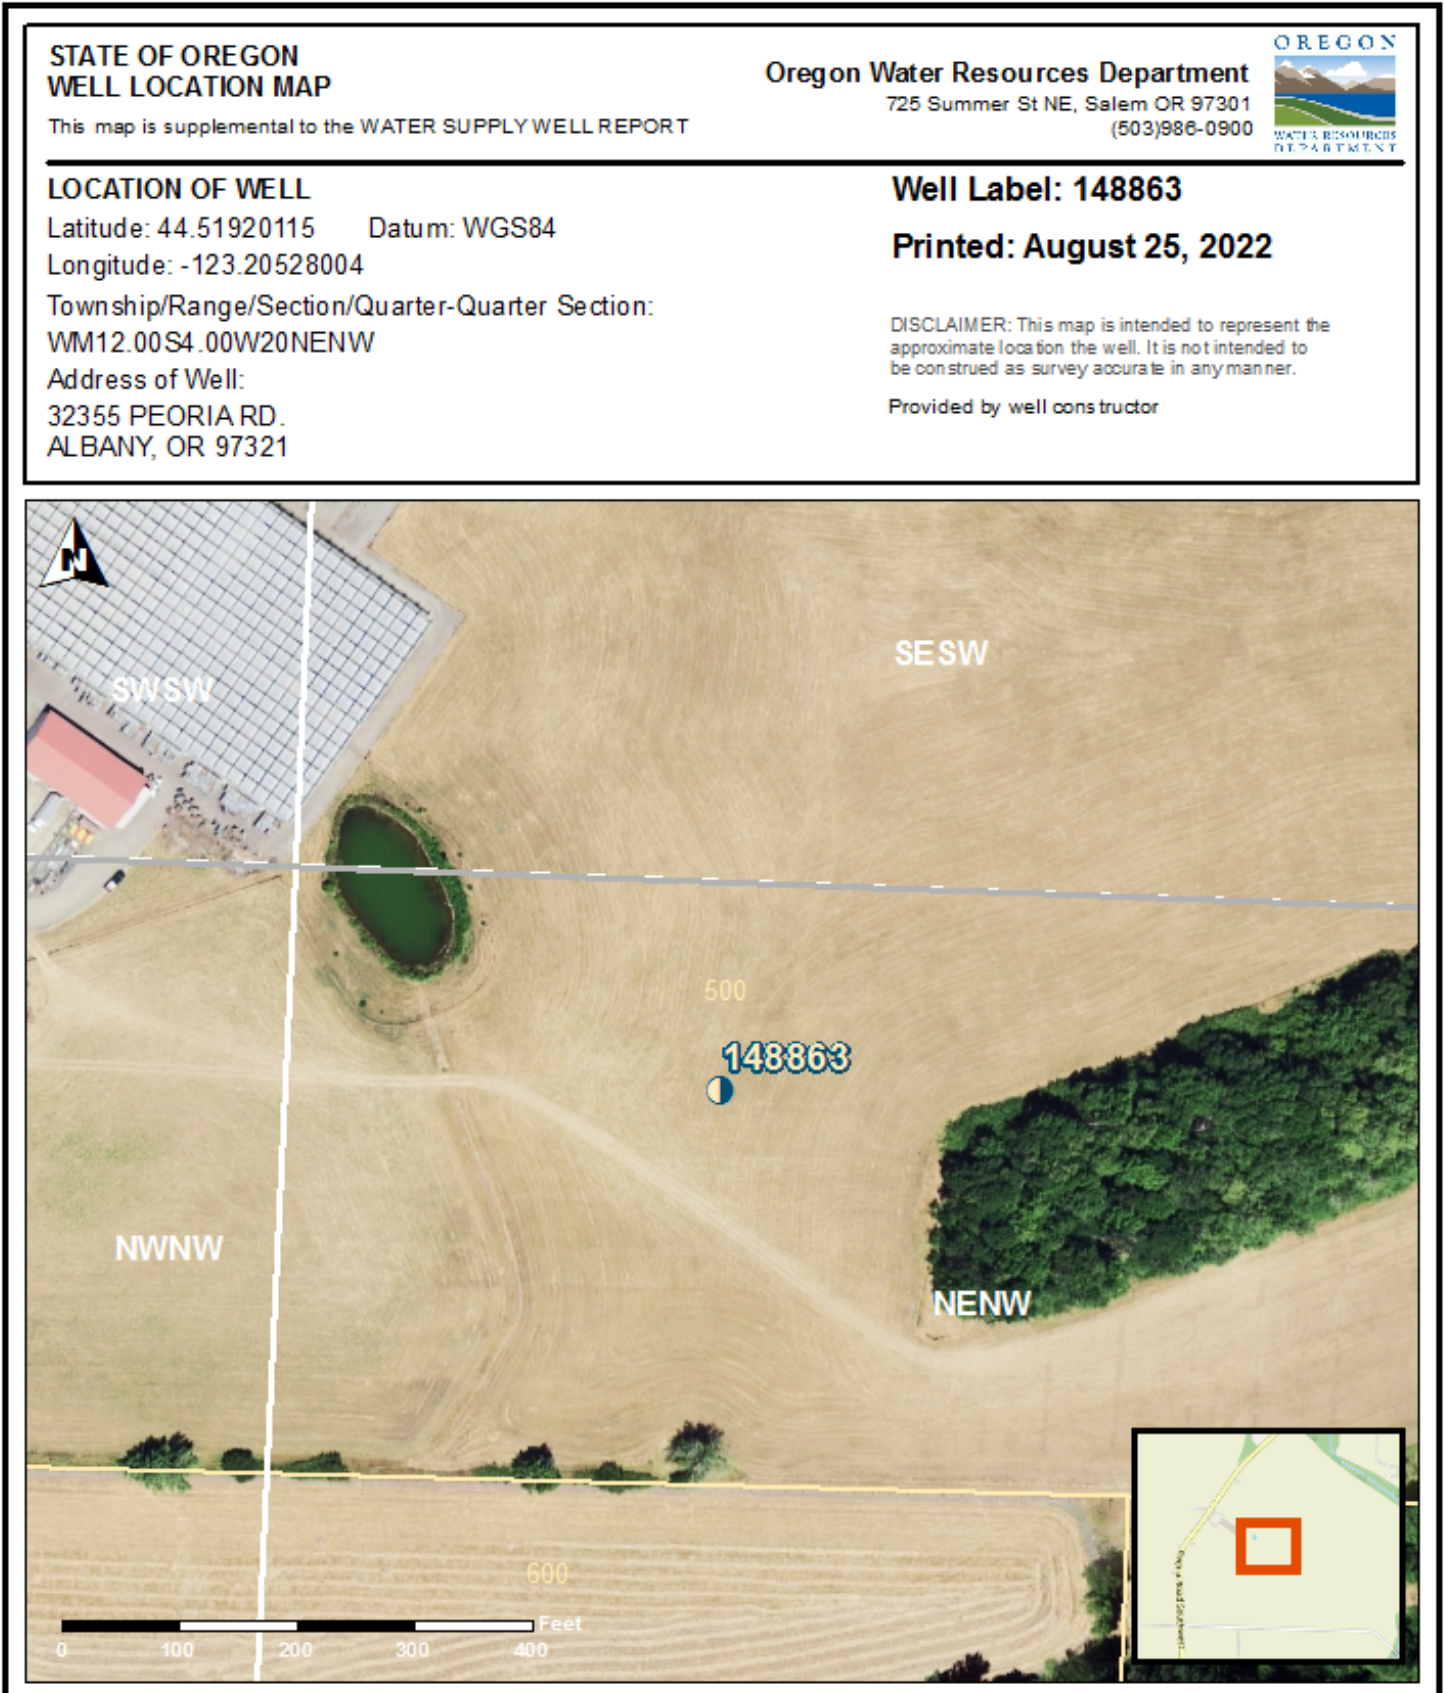 STATE OF OREGON
WELL LOCATION MAP
This map is supplemental to the WATER SUPPLY WELL REPORT
Oregon Water Resources Department
725 Summer St NE, Salem OR 97301
(503)986-0900
OREGON
WATER RESOURCES
DEPARTMENT
LOCATION OF WELL
Latitude: 44.51920115 Datum: WGS84
Longitude: -123.20528004
Township/Range/Section/Quarter-Quarter Section:
WM12.00S4.00W20NENW
Address of Well:
32355 PEORIA RD.
ALBANY, OR 97321
Well Label: 148863
Printed: August 25, 2022
DISCLAIMER: This map is intended to represent the
approximate location the well. It is not intended to
be construed as survey accurate in any manner.
Provided by well constructor
N
SESW
SWSW
500
148863
NWNW
NENW
600
Feet
0 100 200 300 400